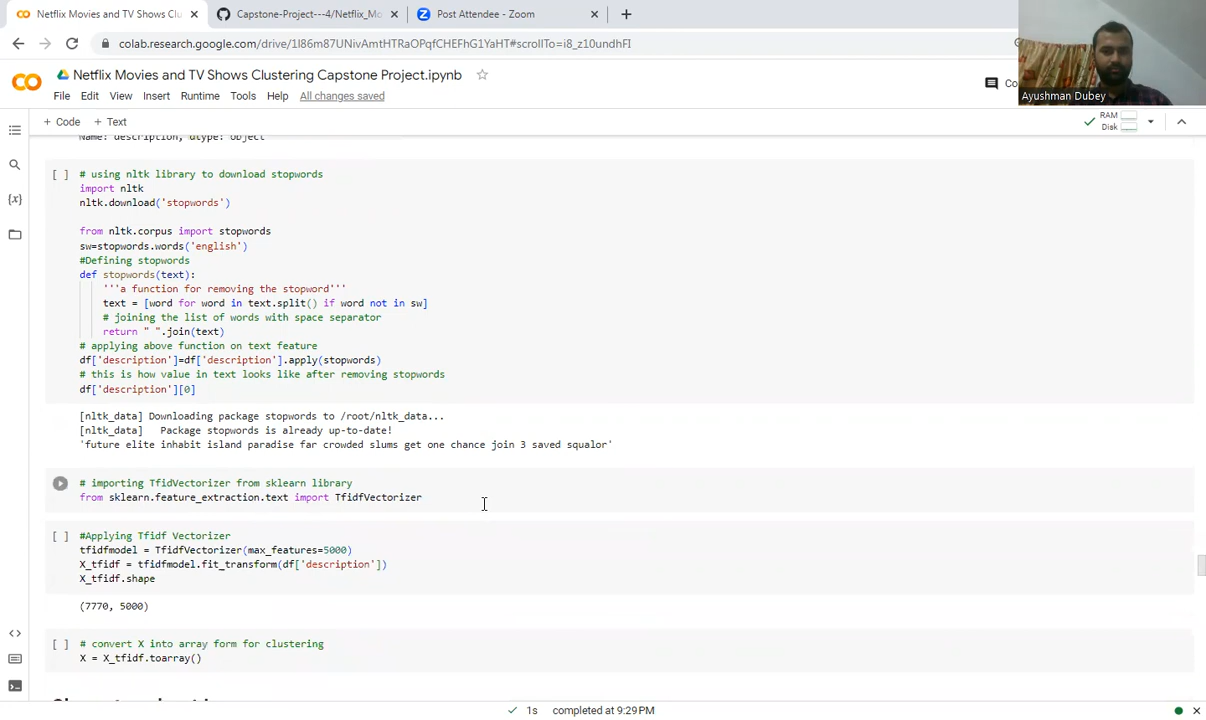 Netflix Movies and TV Shows Clu
Capstone-Project---4/Netflix_Mo
Post Attendee - Zoom
colab.research.google.com/drive/1I86m87UNivAmtHTRaOPqfCHEFhG1YaHT#scrollTo=i8_z10undhFI
Netflix Movies and TV Shows Clustering Capstone Project.ipynb
File Edit View Insert Runtime Tools Help All changes saved
Ayushman Dubey
+ Code + Text
RAM
Disk
Name: description, dtype: object
[ ] # using nltk library to download stopwords
import nltk
nltk.download('stopwords')
from nltk.corpus import stopwords
sw=stopwords.words('english')
#Defining stopwords
def stopwords(text):
'''a function for removing the stopword'''
text = [word for word in text.split() if word not in sw]
# joining the list of words with space separator
return " ".join(text)
# applying above function on text feature
df['description']=df['description'].apply(stopwords)
# this is how value in text looks like after removing stopwords
df['description'][0]
[nltk_data] Downloading package stopwords to /root/nltk_data...
[nltk_data] Package stopwords is already up-to-date!
'future elite inhabit island paradise far crowded slums get one chance join 3 saved squalor'
# importing TfidVectorizer from sklearn library
from sklearn.feature_extraction.text import TfidfVectorizer
[ ] #Applying Tfidf Vectorizer
tfidfmodel = TfidfVectorizer(max_features=5000)
X_tfidf = tfidfmodel.fit_transform(df['description'])
X_tfidf.shape
(7770, 5000)
[ ] # convert X into array form for clustering
X = X_tfidf.toarray()
1s completed at 9:29 PM